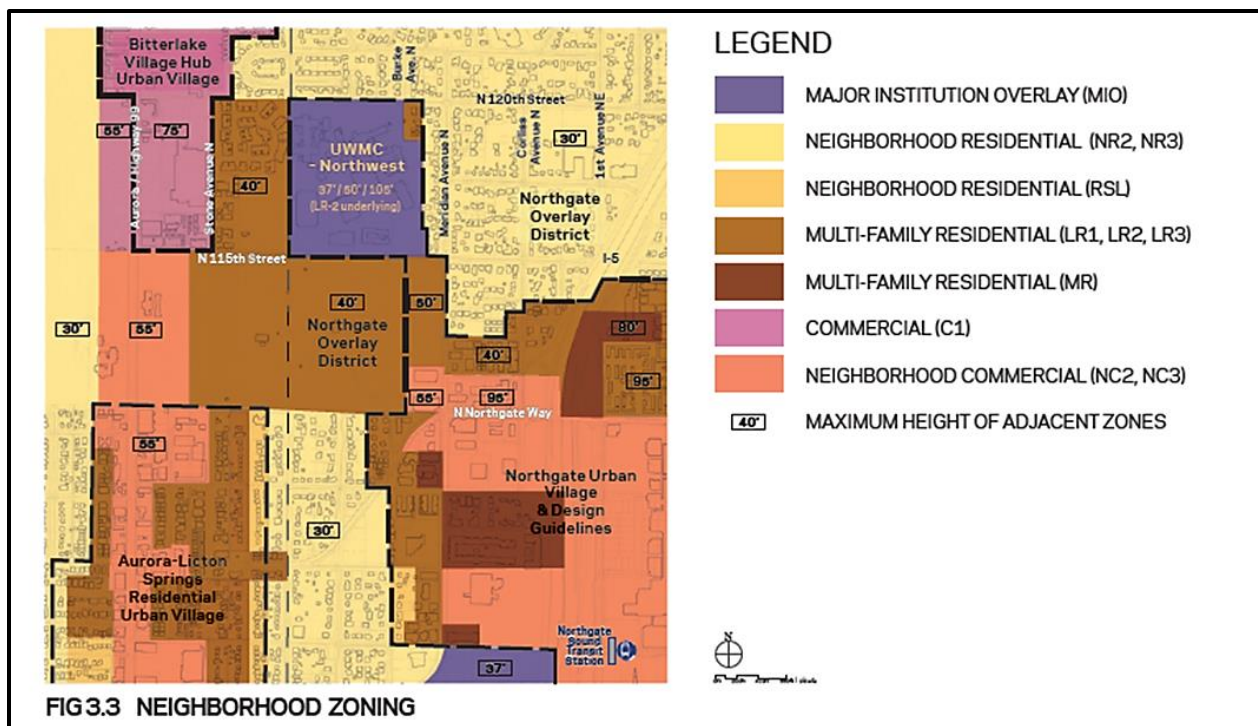 Bitterlake
Village Hub
Urban Village
Burke
Ave. N
N 120th Street
Corliss
Avenue N
1st Avenue NE
30'
55'
75'
Aurora / Highway 99
Stone Avenue N
40'
UWMC
- Northwest
37' / 50' / 105'
(LR-2 underlying)
Meridian Avenue N
Northgate
Overlay
District
N 115th Street
I-5
30'
55'
40'
Northgate
Overlay
District
50'
40'
80'
95'
55'
95'
N Northgate Way
55'
Northgate Urban
Village
& Design
Guidelines
30'
Aurora-Licton
Springs
Residential
Urban Village
Northgate
Sound
Transit
Station
37'
FIG 3.3 NEIGHBORHOOD ZONING
LEGEND
MAJOR INSTITUTION OVERLAY (MIO)
NEIGHBORHOOD RESIDENTIAL (NR2, NR3)
NEIGHBORHOOD RESIDENTIAL (RSL)
MULTI-FAMILY RESIDENTIAL (LR1, LR2, LR3)
MULTI-FAMILY RESIDENTIAL (MR)
COMMERCIAL (C1)
NEIGHBORHOOD COMMERCIAL (NC2, NC3)
40' MAXIMUM HEIGHT OF ADJACENT ZONES
N